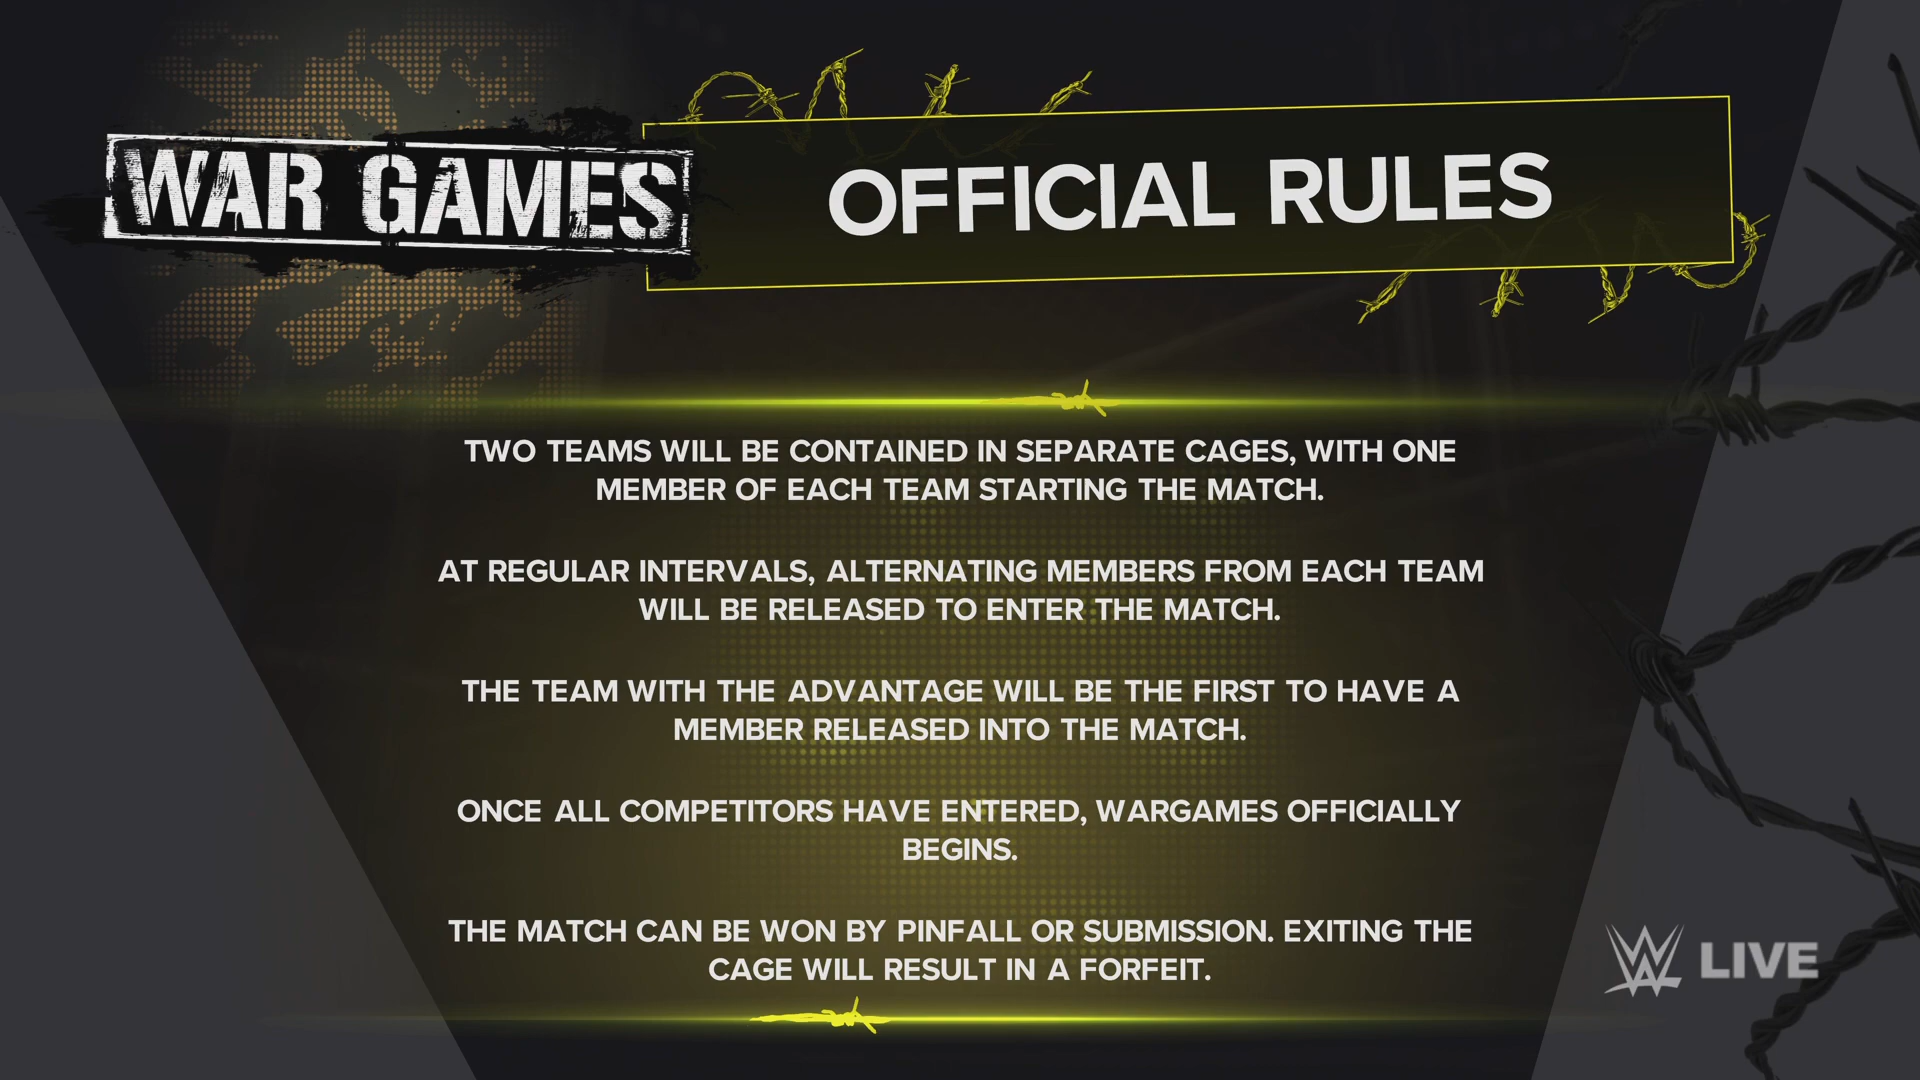 WAR GAMES
OFFICIAL RULES
TWO TEAMS WILL BE CONTAINED IN SEPARATE CAGES, WITH ONE
MEMBER OF EACH TEAM STARTING THE MATCH.
AT REGULAR INTERVALS, ALTERNATING MEMBERS FROM EACH TEAM
WILL BE RELEASED TO ENTER THE MATCH.
THE TEAM WITH THE ADVANTAGE WILL BE THE FIRST TO HAVE A
MEMBER RELEASED INTO THE MATCH.
ONCE ALL COMPETITORS HAVE ENTERED, WARGAMES OFFICIALLY
BEGINS.
THE MATCH CAN BE WON BY PINFALL OR SUBMISSION. EXITING THE
CAGE WILL RESULT IN A FORFEIT.
W LIVE